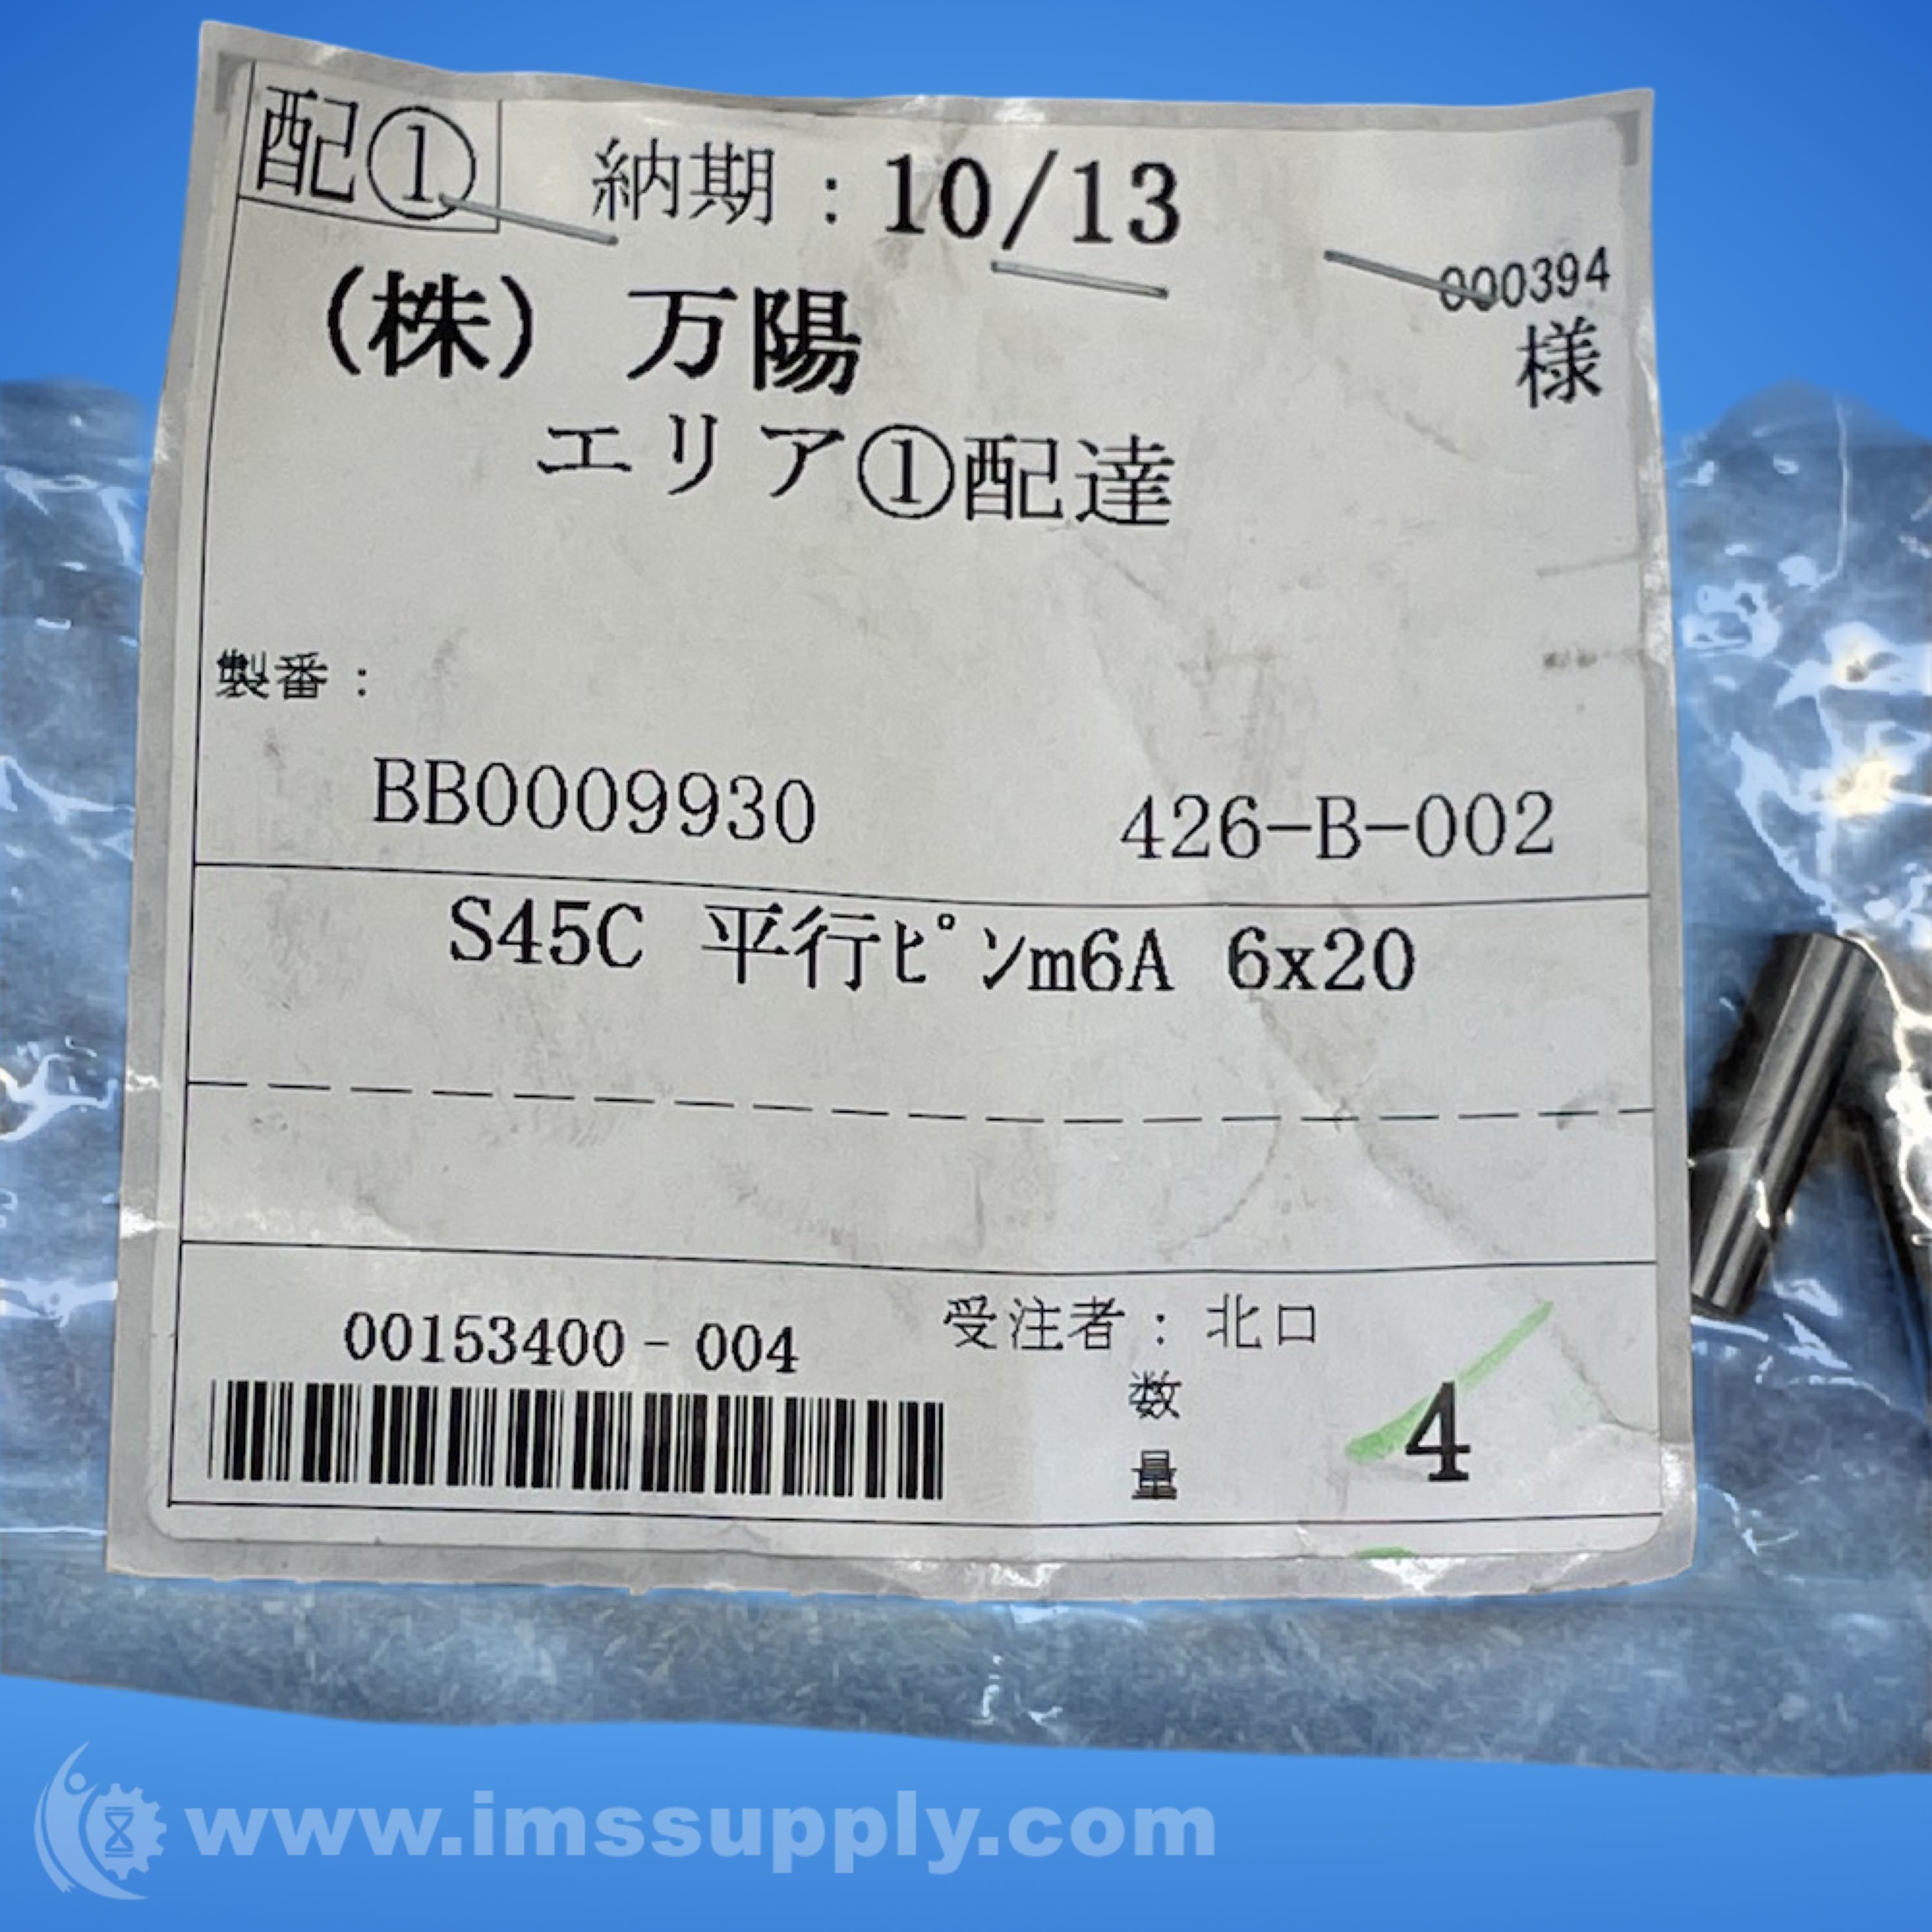 配① 納期：10/13
000394
(株) 万陽 様
エリア①配達
製番：
BB0009930 426-B-002
S45C 平行ﾋﾟﾝm6A 6x20
00153400-004
受注者：北口
数量 4
www.imssupply.com